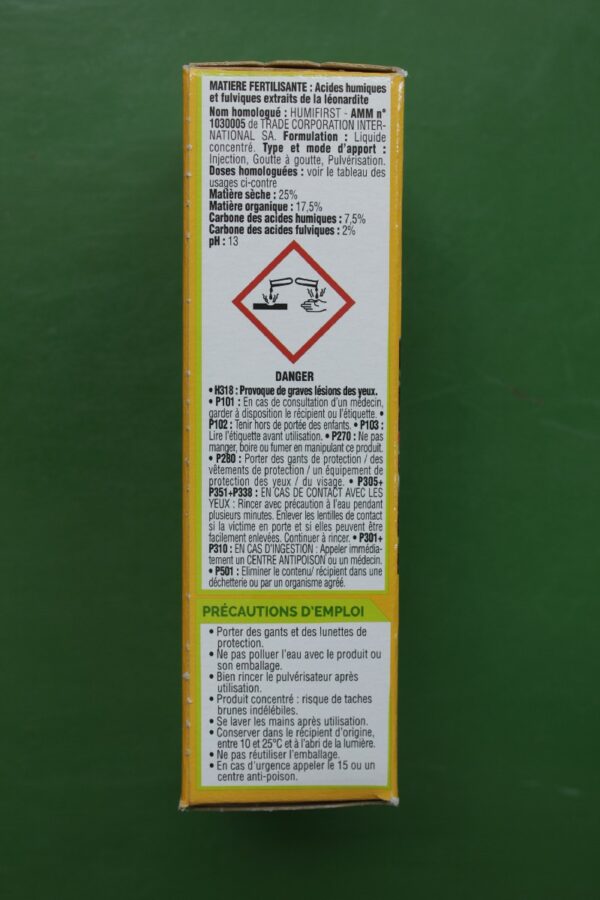 MATIERE FERTILISANTE : Acides humiques
et fulviques extraits de la léonardite
Nom homologué : HUMIFIRST - AMM n°
1030005 de TRADE CORPORATION INTER-
NATIONAL SA. Formulation : Liquide
concentré. Type et mode d'apport :
Injection, Goutte à goutte, Pulvérisation.
Doses homologuées : voir le tableau des
usages ci-contre
Matière sèche : 25%
Matière organique : 17,5%
Carbone des acides humiques : 7,5%
Carbone des acides fulviques : 2%
pH : 13
DANGER
• H318 : Provoque de graves lésions des yeux.
• P101 : En cas de consultation d'un médecin,
garder à disposition le récipient ou l'étiquette. •
P102 : Tenir hors de portée des enfants. • P103 :
Lire l'étiquette avant utilisation. • P270 : Ne pas
manger, boire ou fumer en manipulant ce produit.
• P280 : Porter des gants de protection / des
vêtements de protection / un équipement de
protection des yeux / du visage. • P305+
P351+P338 : EN CAS DE CONTACT AVEC LES
YEUX : Rincer avec précaution à l'eau pendant
plusieurs minutes. Enlever les lentilles de contact
si la victime en porte et si elles peuvent être
facilement enlevées. Continuer à rincer. • P301+
P310 : EN CAS D'INGESTION : Appeler immédia-
tement un CENTRE ANTIPOISON ou un médecin.
• P501 : Eliminer le contenu/ récipient dans une
déchetterie ou par un organisme agréé.
PRÉCAUTIONS D'EMPLOI
• Porter des gants et des lunettes de
protection.
• Ne pas polluer l'eau avec le produit ou
son emballage.
• Bien rincer le pulvérisateur après
utilisation.
• Produit concentré : risque de taches
brunes indélébiles.
• Se laver les mains après utilisation.
• Conserver dans le récipient d'origine,
entre 10 et 25°C et à l'abri de la lumière.
• Ne pas réutiliser l'emballage.
• En cas d'urgence appeler le 15 ou un
centre anti-poison.